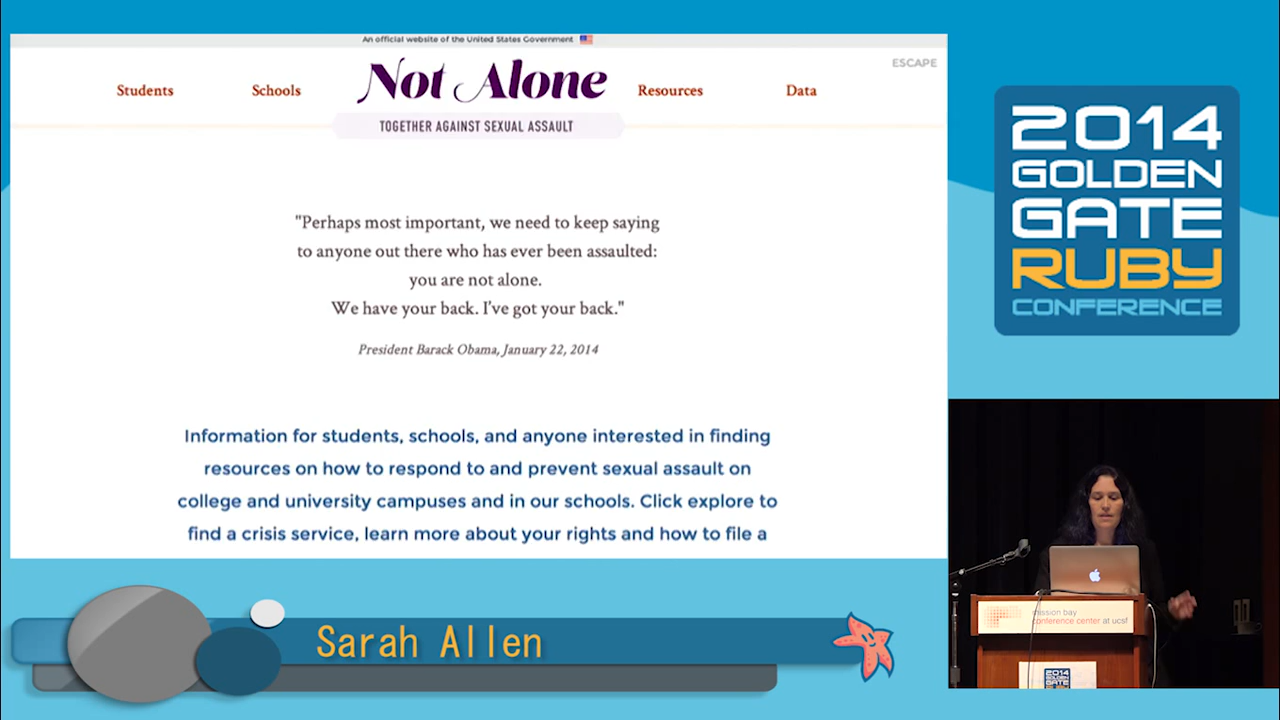 An official website of the United States Government
ESCAPE
Students
Schools
Not Alone
Resources
Data
TOGETHER AGAINST SEXUAL ASSAULT
"Perhaps most important, we need to keep saying
to anyone out there who has ever been assaulted:
you are not alone.
We have your back. I've got your back."
President Barack Obama, January 22, 2014
Information for students, schools, and anyone interested in finding
resources on how to respond to and prevent sexual assault on
college and university campuses and in our schools. Click explore to
find a crisis service, learn more about your rights and how to file a
2014
GOLDEN
GATE
RUBY
CONFERENCE
mission bay
conference center at ucsf
2014
GOLDEN
GATE
Sarah Allen